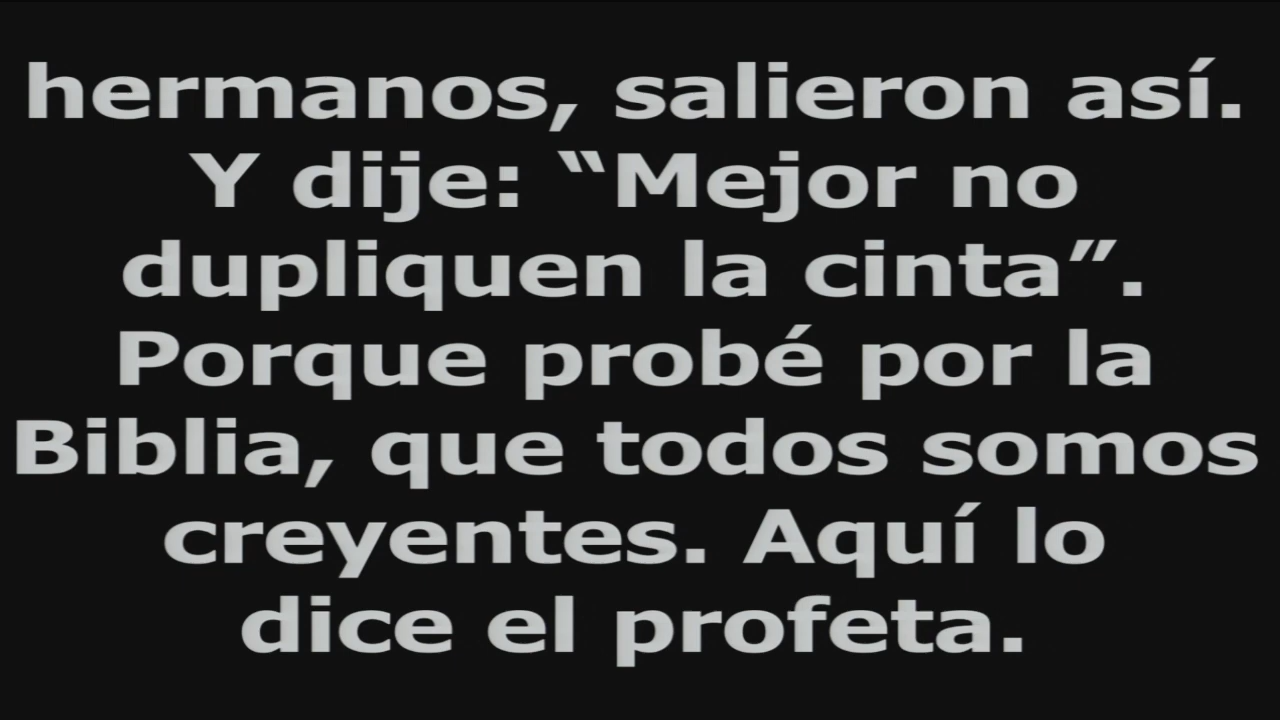 hermanos, salieron así.
Y dije: “Mejor no
dupliquen la cinta”.
Porque probé por la
Biblia, que todos somos
creyentes. Aquí lo
dice el profeta.